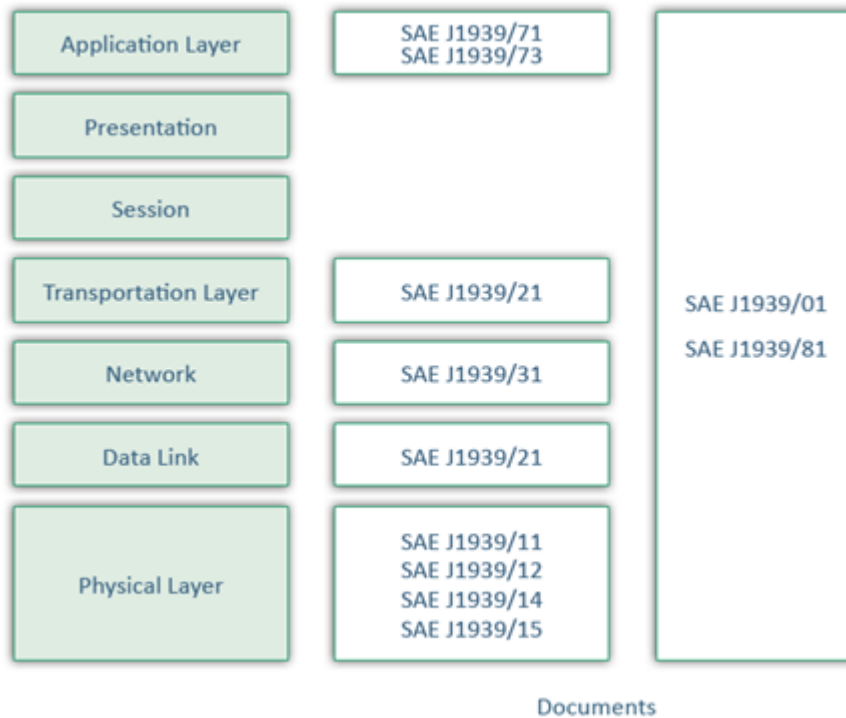 Application Layer
SAE J1939/71
SAE J1939/73
Presentation
Session
Transportation Layer
SAE J1939/21
Network
SAE J1939/31
Data Link
SAE J1939/21
Physical Layer
SAE J1939/11
SAE J1939/12
SAE J1939/14
SAE J1939/15
SAE J1939/01
SAE J1939/81
Documents